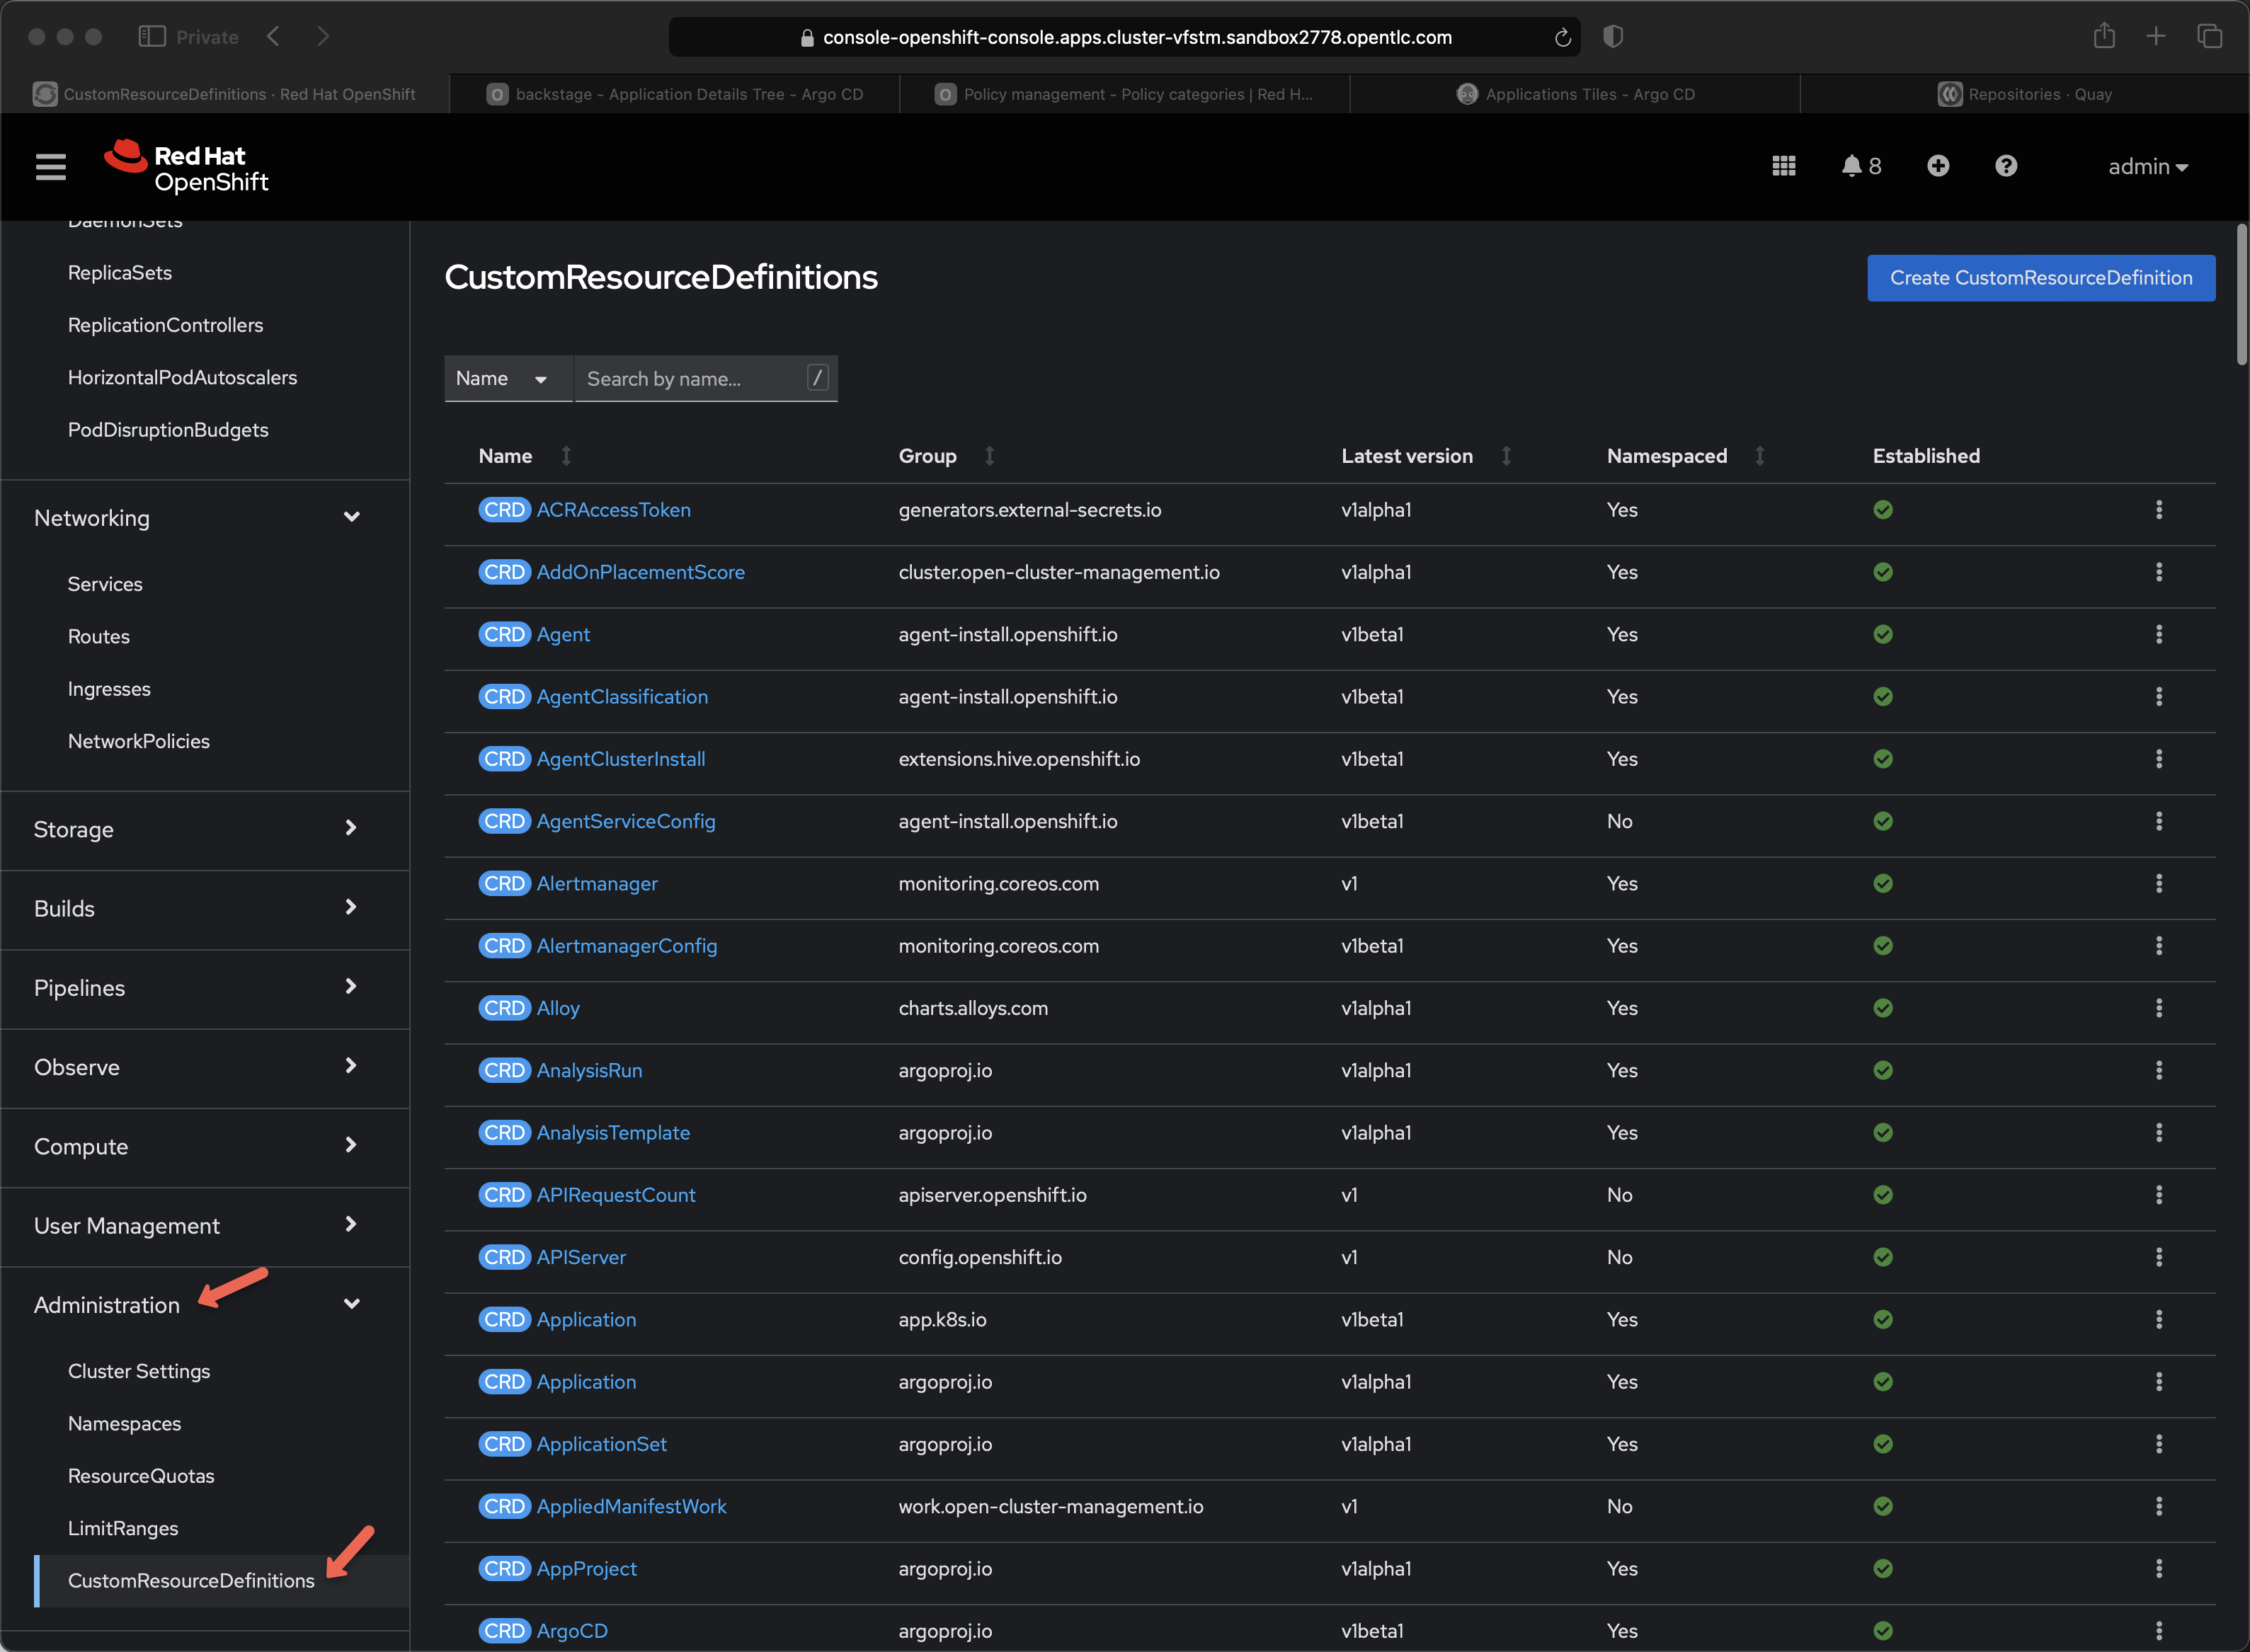 Private
console-openshift-console.apps.cluster-vfstm.sandbox2778.opentlc.com
CustomResourceDefinitions · Red Hat OpenShift
backstage - Application Details Tree - Argo CD
Policy management - Policy categories | Red H...
Applications Tiles - Argo CD
Repositories · Quay
Red Hat
OpenShift
8
admin
DaemonSets
ReplicaSets
ReplicationControllers
HorizontalPodAutoscalers
PodDisruptionBudgets
Networking
Services
Routes
Ingresses
NetworkPolicies
Storage
Builds
Pipelines
Observe
Compute
User Management
Administration
Cluster Settings
Namespaces
ResourceQuotas
LimitRanges
CustomResourceDefinitions
CustomResourceDefinitions
Create CustomResourceDefinition
Name Search by name... /
Name Group Latest version Namespaced Established
CRD ACRAccessToken generators.external-secrets.io v1alpha1 Yes
CRD AddOnPlacementScore cluster.open-cluster-management.io v1alpha1 Yes
CRD Agent agent-install.openshift.io v1beta1 Yes
CRD AgentClassification agent-install.openshift.io v1beta1 Yes
CRD AgentClusterInstall extensions.hive.openshift.io v1beta1 Yes
CRD AgentServiceConfig agent-install.openshift.io v1beta1 No
CRD Alertmanager monitoring.coreos.com v1 Yes
CRD AlertmanagerConfig monitoring.coreos.com v1beta1 Yes
CRD Alloy charts.alloys.com v1alpha1 Yes
CRD AnalysisRun argoproj.io v1alpha1 Yes
CRD AnalysisTemplate argoproj.io v1alpha1 Yes
CRD APIRequestCount apiserver.openshift.io v1 No
CRD APIServer config.openshift.io v1 No
CRD Application app.k8s.io v1beta1 Yes
CRD Application argoproj.io v1alpha1 Yes
CRD ApplicationSet argoproj.io v1alpha1 Yes
CRD AppliedManifestWork work.open-cluster-management.io v1 No
CRD AppProject argoproj.io v1alpha1 Yes
CRD ArgoCD argoproj.io v1beta1 Yes